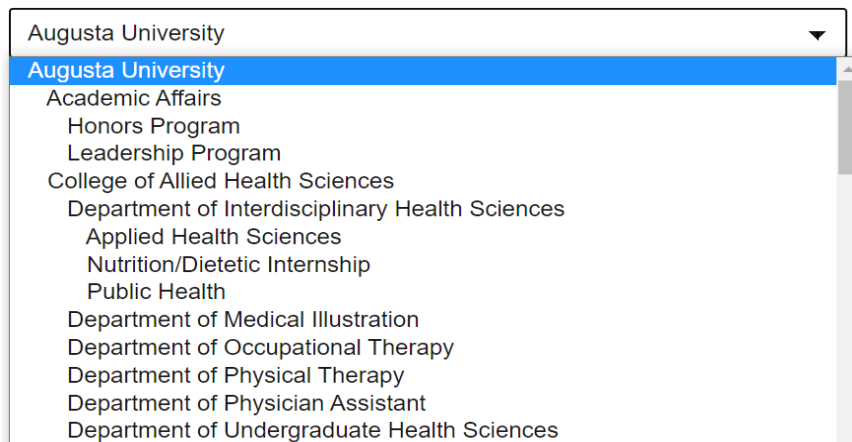 Augusta University
Augusta University
Academic Affairs
Honors Program
Leadership Program
College of Allied Health Sciences
Department of Interdisciplinary Health Sciences
Applied Health Sciences
Nutrition/Dietetic Internship
Public Health
Department of Medical Illustration
Department of Occupational Therapy
Department of Physical Therapy
Department of Physician Assistant
Department of Undergraduate Health Sciences